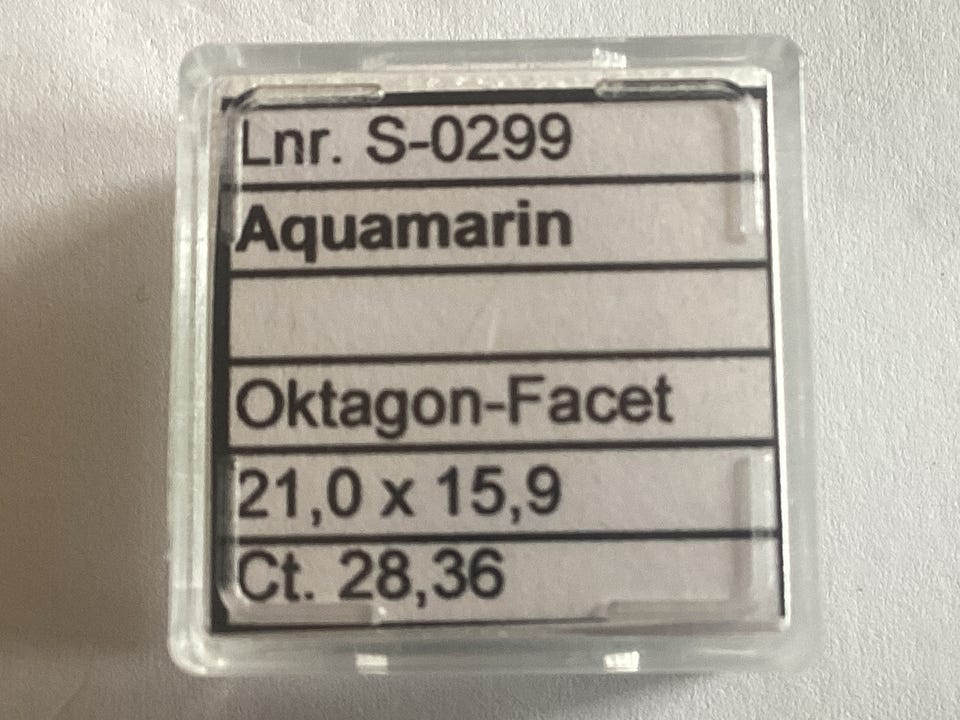 Lnr. S-0299
Aquamarin
Oktagon-Facet
21,0 x 15,9
Ct. 28,36